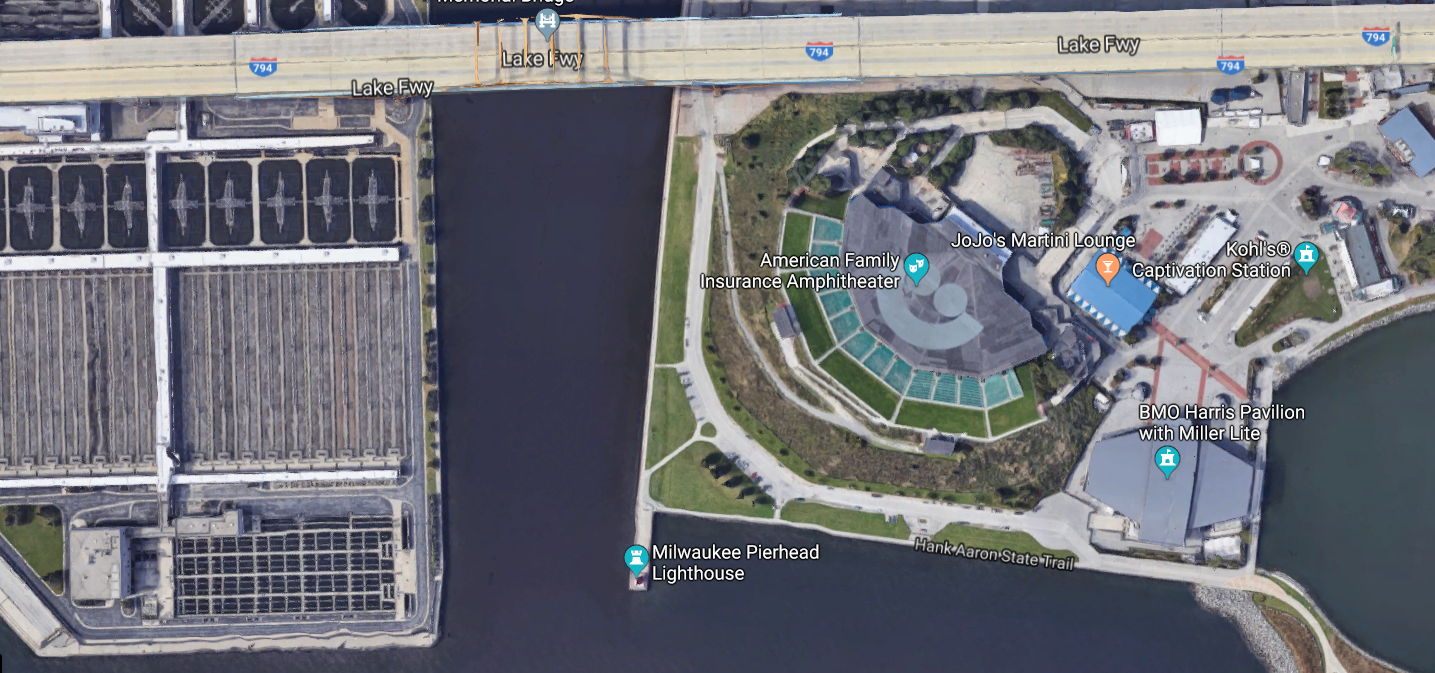 Memorial Bridge
Lake Fwy
794
Lake Fwy
794
Lake Fwy
794
794
American Family
Insurance Amphitheater
JoJo's Martini Lounge
Kohl's®
Captivation Station
BMO Harris Pavilion
with Miller Lite
Milwaukee Pierhead
Lighthouse
Hank Aaron State Trail